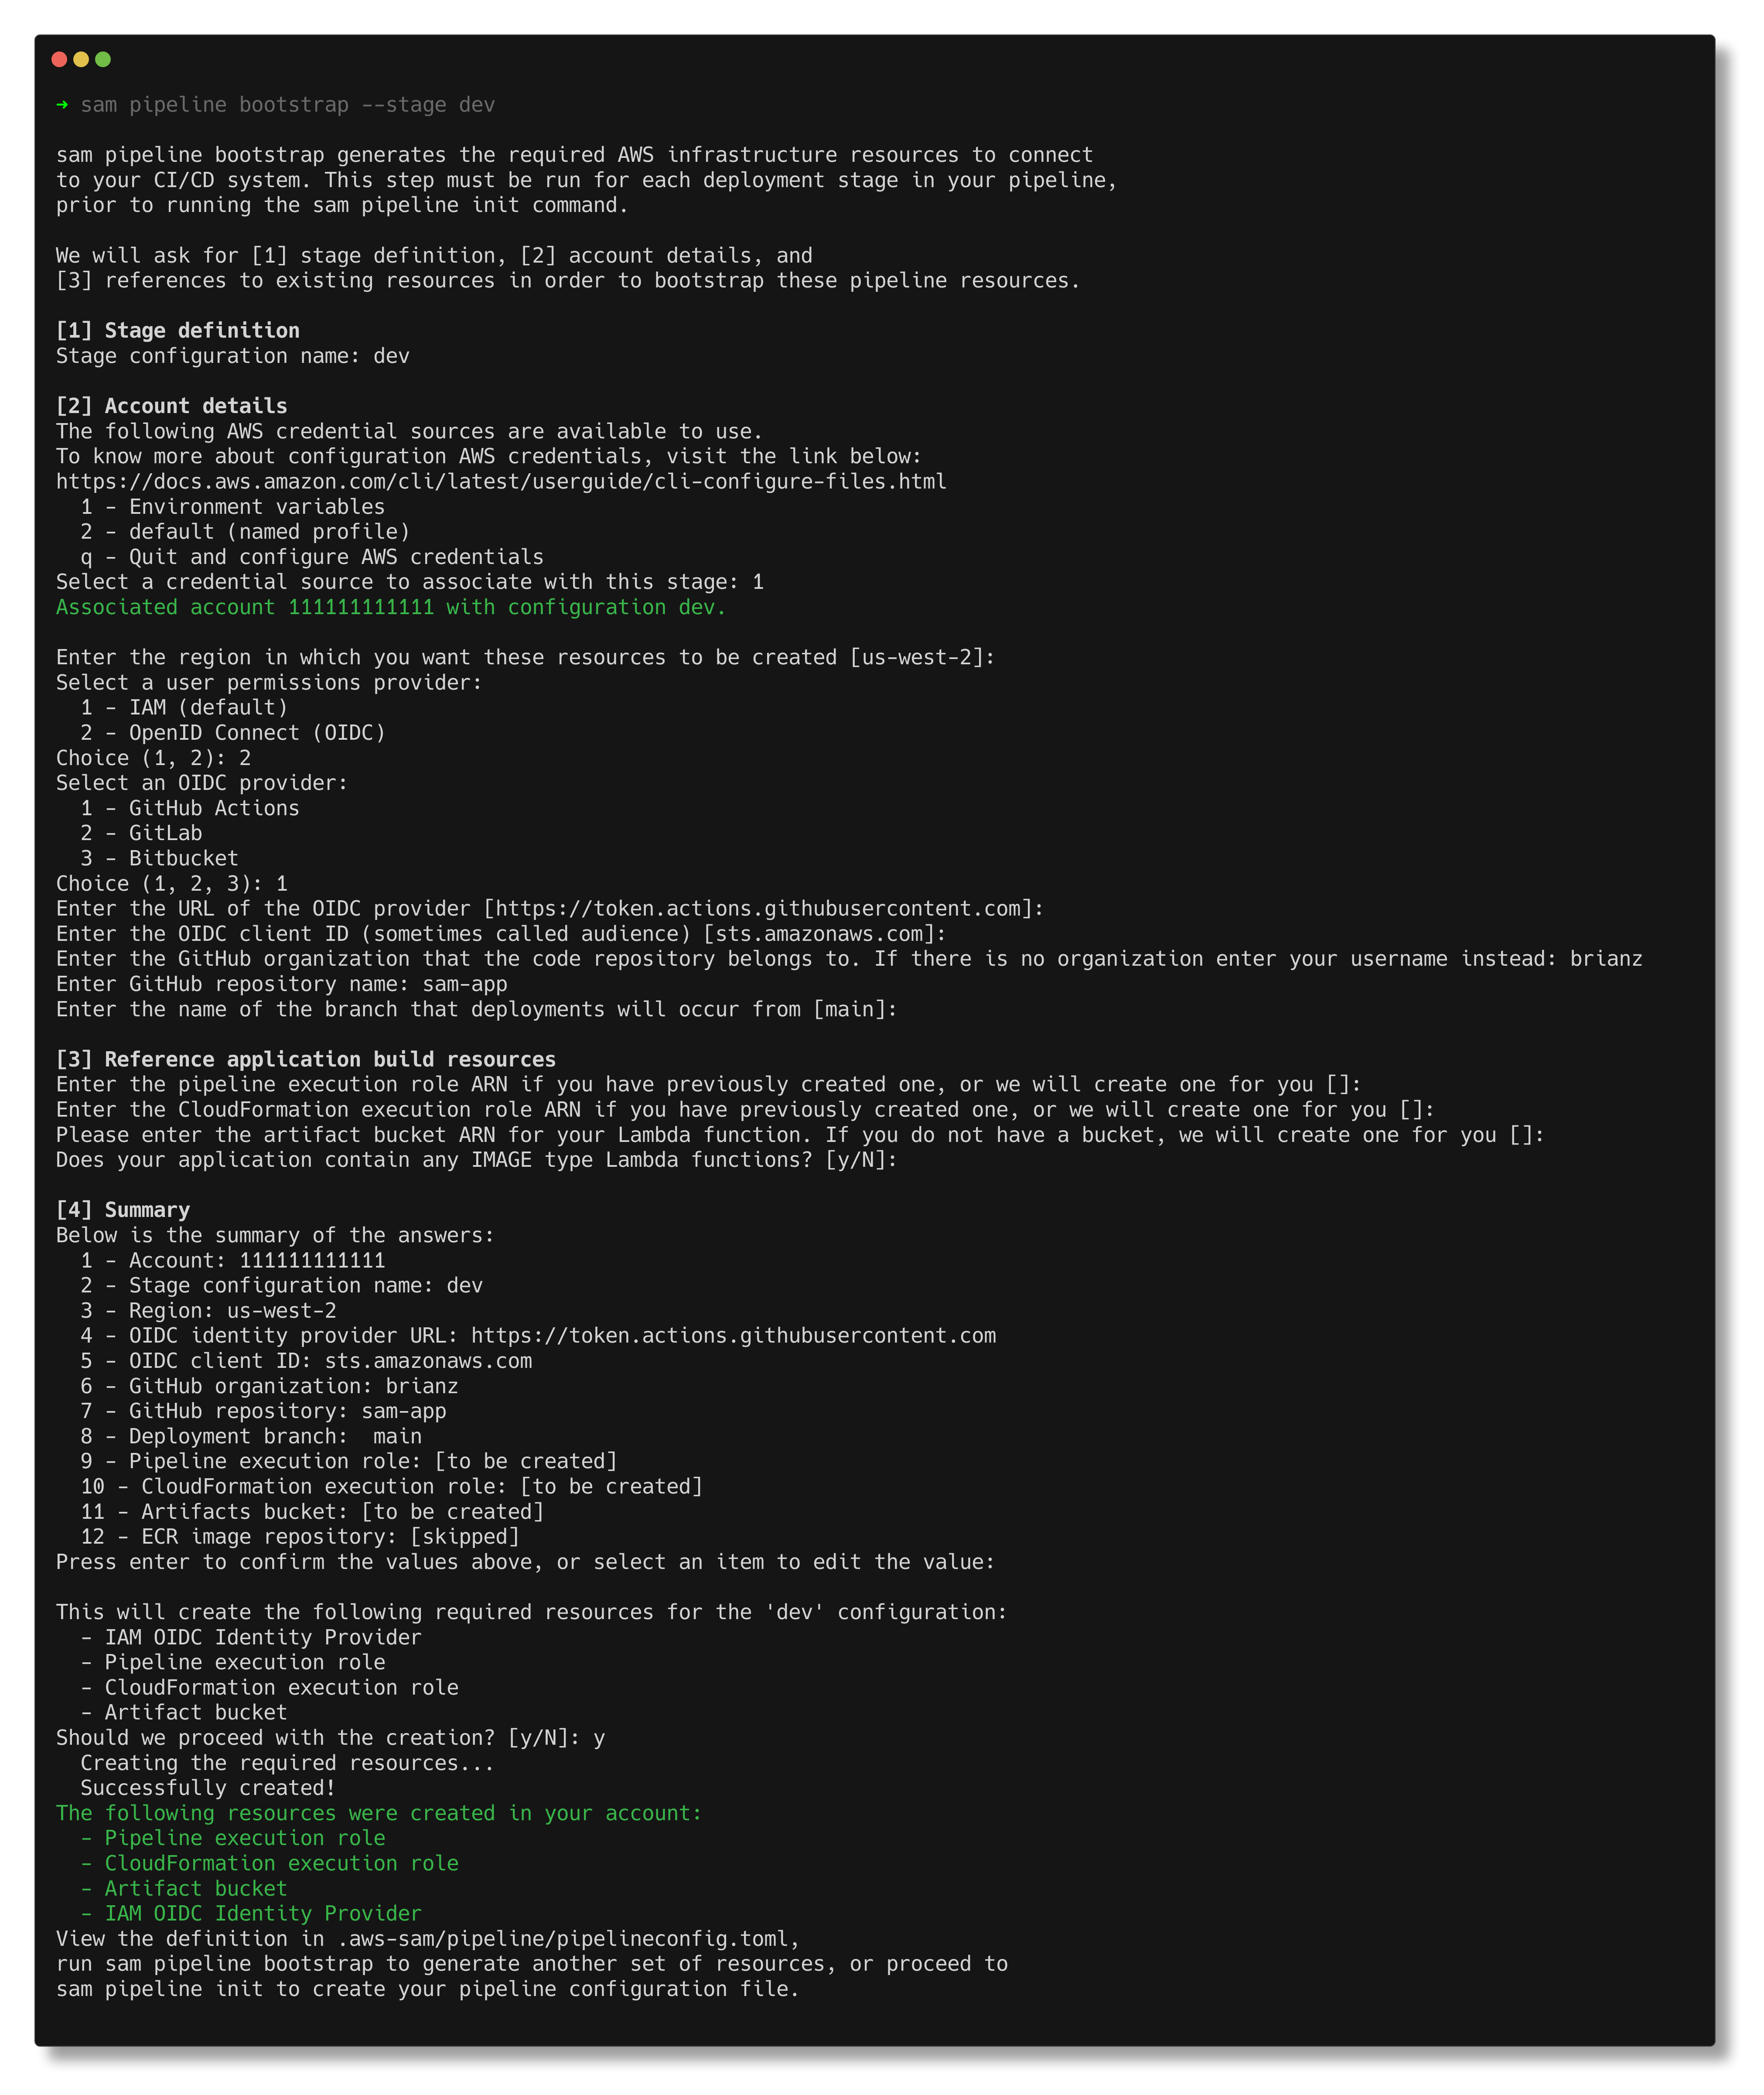 ➜ sam pipeline bootstrap --stage dev
sam pipeline bootstrap generates the required AWS infrastructure resources to connect
to your CI/CD system. This step must be run for each deployment stage in your pipeline,
prior to running the sam pipeline init command.
We will ask for [1] stage definition, [2] account details, and
[3] references to existing resources in order to bootstrap these pipeline resources.
[1] Stage definition
Stage configuration name: dev
[2] Account details
The following AWS credential sources are available to use.
To know more about configuration AWS credentials, visit the link below:
https://docs.aws.amazon.com/cli/latest/userguide/cli-configure-files.html
  1 - Environment variables
  2 - default (named profile)
  q - Quit and configure AWS credentials
Select a credential source to associate with this stage: 1
Associated account 111111111111 with configuration dev.
Enter the region in which you want these resources to be created [us-west-2]:
Select a user permissions provider:
  1 - IAM (default)
  2 - OpenID Connect (OIDC)
Choice (1, 2): 2
Select an OIDC provider:
  1 - GitHub Actions
  2 - GitLab
  3 - Bitbucket
Choice (1, 2, 3): 1
Enter the URL of the OIDC provider [https://token.actions.githubusercontent.com]:
Enter the OIDC client ID (sometimes called audience) [sts.amazonaws.com]:
Enter the GitHub organization that the code repository belongs to. If there is no organization enter your username instead: brianz
Enter GitHub repository name: sam-app
Enter the name of the branch that deployments will occur from [main]:
[3] Reference application build resources
Enter the pipeline execution role ARN if you have previously created one, or we will create one for you []:
Enter the CloudFormation execution role ARN if you have previously created one, or we will create one for you []:
Please enter the artifact bucket ARN for your Lambda function. If you do not have a bucket, we will create one for you []:
Does your application contain any IMAGE type Lambda functions? [y/N]:
[4] Summary
Below is the summary of the answers:
  1 - Account: 111111111111
  2 - Stage configuration name: dev
  3 - Region: us-west-2
  4 - OIDC identity provider URL: https://token.actions.githubusercontent.com
  5 - OIDC client ID: sts.amazonaws.com
  6 - GitHub organization: brianz
  7 - GitHub repository: sam-app
  8 - Deployment branch:  main
  9 - Pipeline execution role: [to be created]
  10 - CloudFormation execution role: [to be created]
  11 - Artifacts bucket: [to be created]
  12 - ECR image repository: [skipped]
Press enter to confirm the values above, or select an item to edit the value:
This will create the following required resources for the 'dev' configuration:
  - IAM OIDC Identity Provider
  - Pipeline execution role
  - CloudFormation execution role
  - Artifact bucket
Should we proceed with the creation? [y/N]: y
  Creating the required resources...
  Successfully created!
The following resources were created in your account:
  - Pipeline execution role
  - CloudFormation execution role
  - Artifact bucket
  - IAM OIDC Identity Provider
View the definition in .aws-sam/pipeline/pipelineconfig.toml,
run sam pipeline bootstrap to generate another set of resources, or proceed to
sam pipeline init to create your pipeline configuration file.